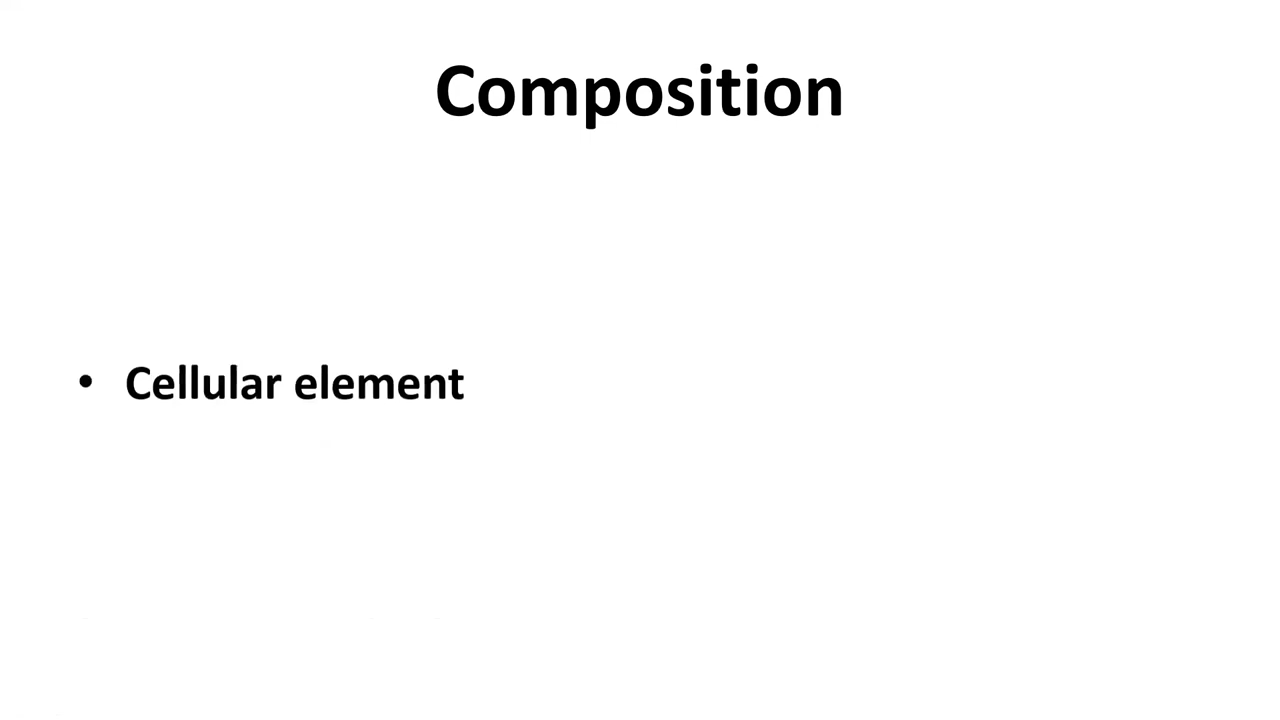 Composition
• Cellular element